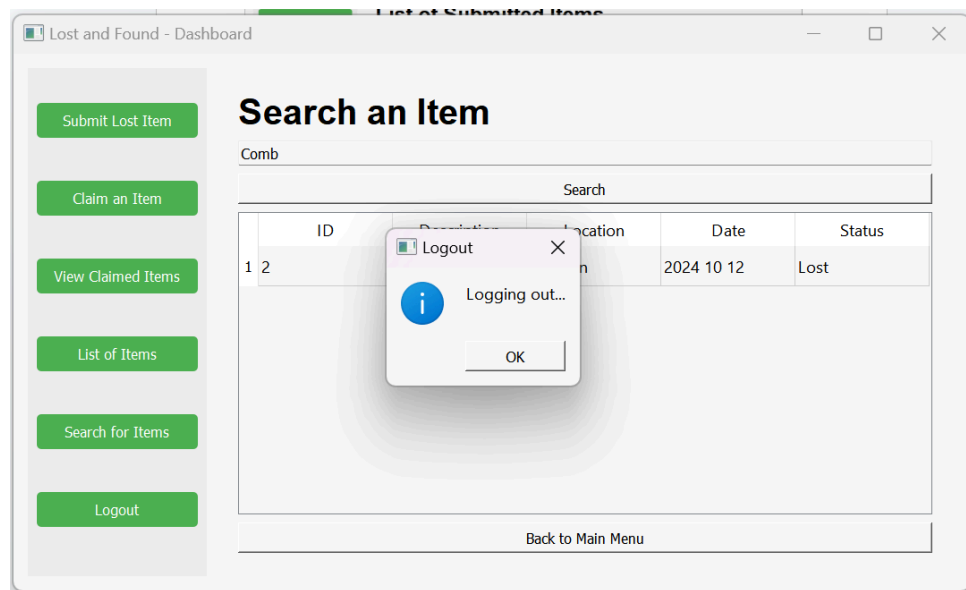 List of Submitted Items
Lost and Found - Dashboard
Submit Lost Item
Claim an Item
View Claimed Items
List of Items
Search for Items
Logout
Search an Item
Comb
Search
ID Description Location Date Status
1 2 n 2024 10 12 Lost
Logout
Logging out...
i
OK
Back to Main Menu